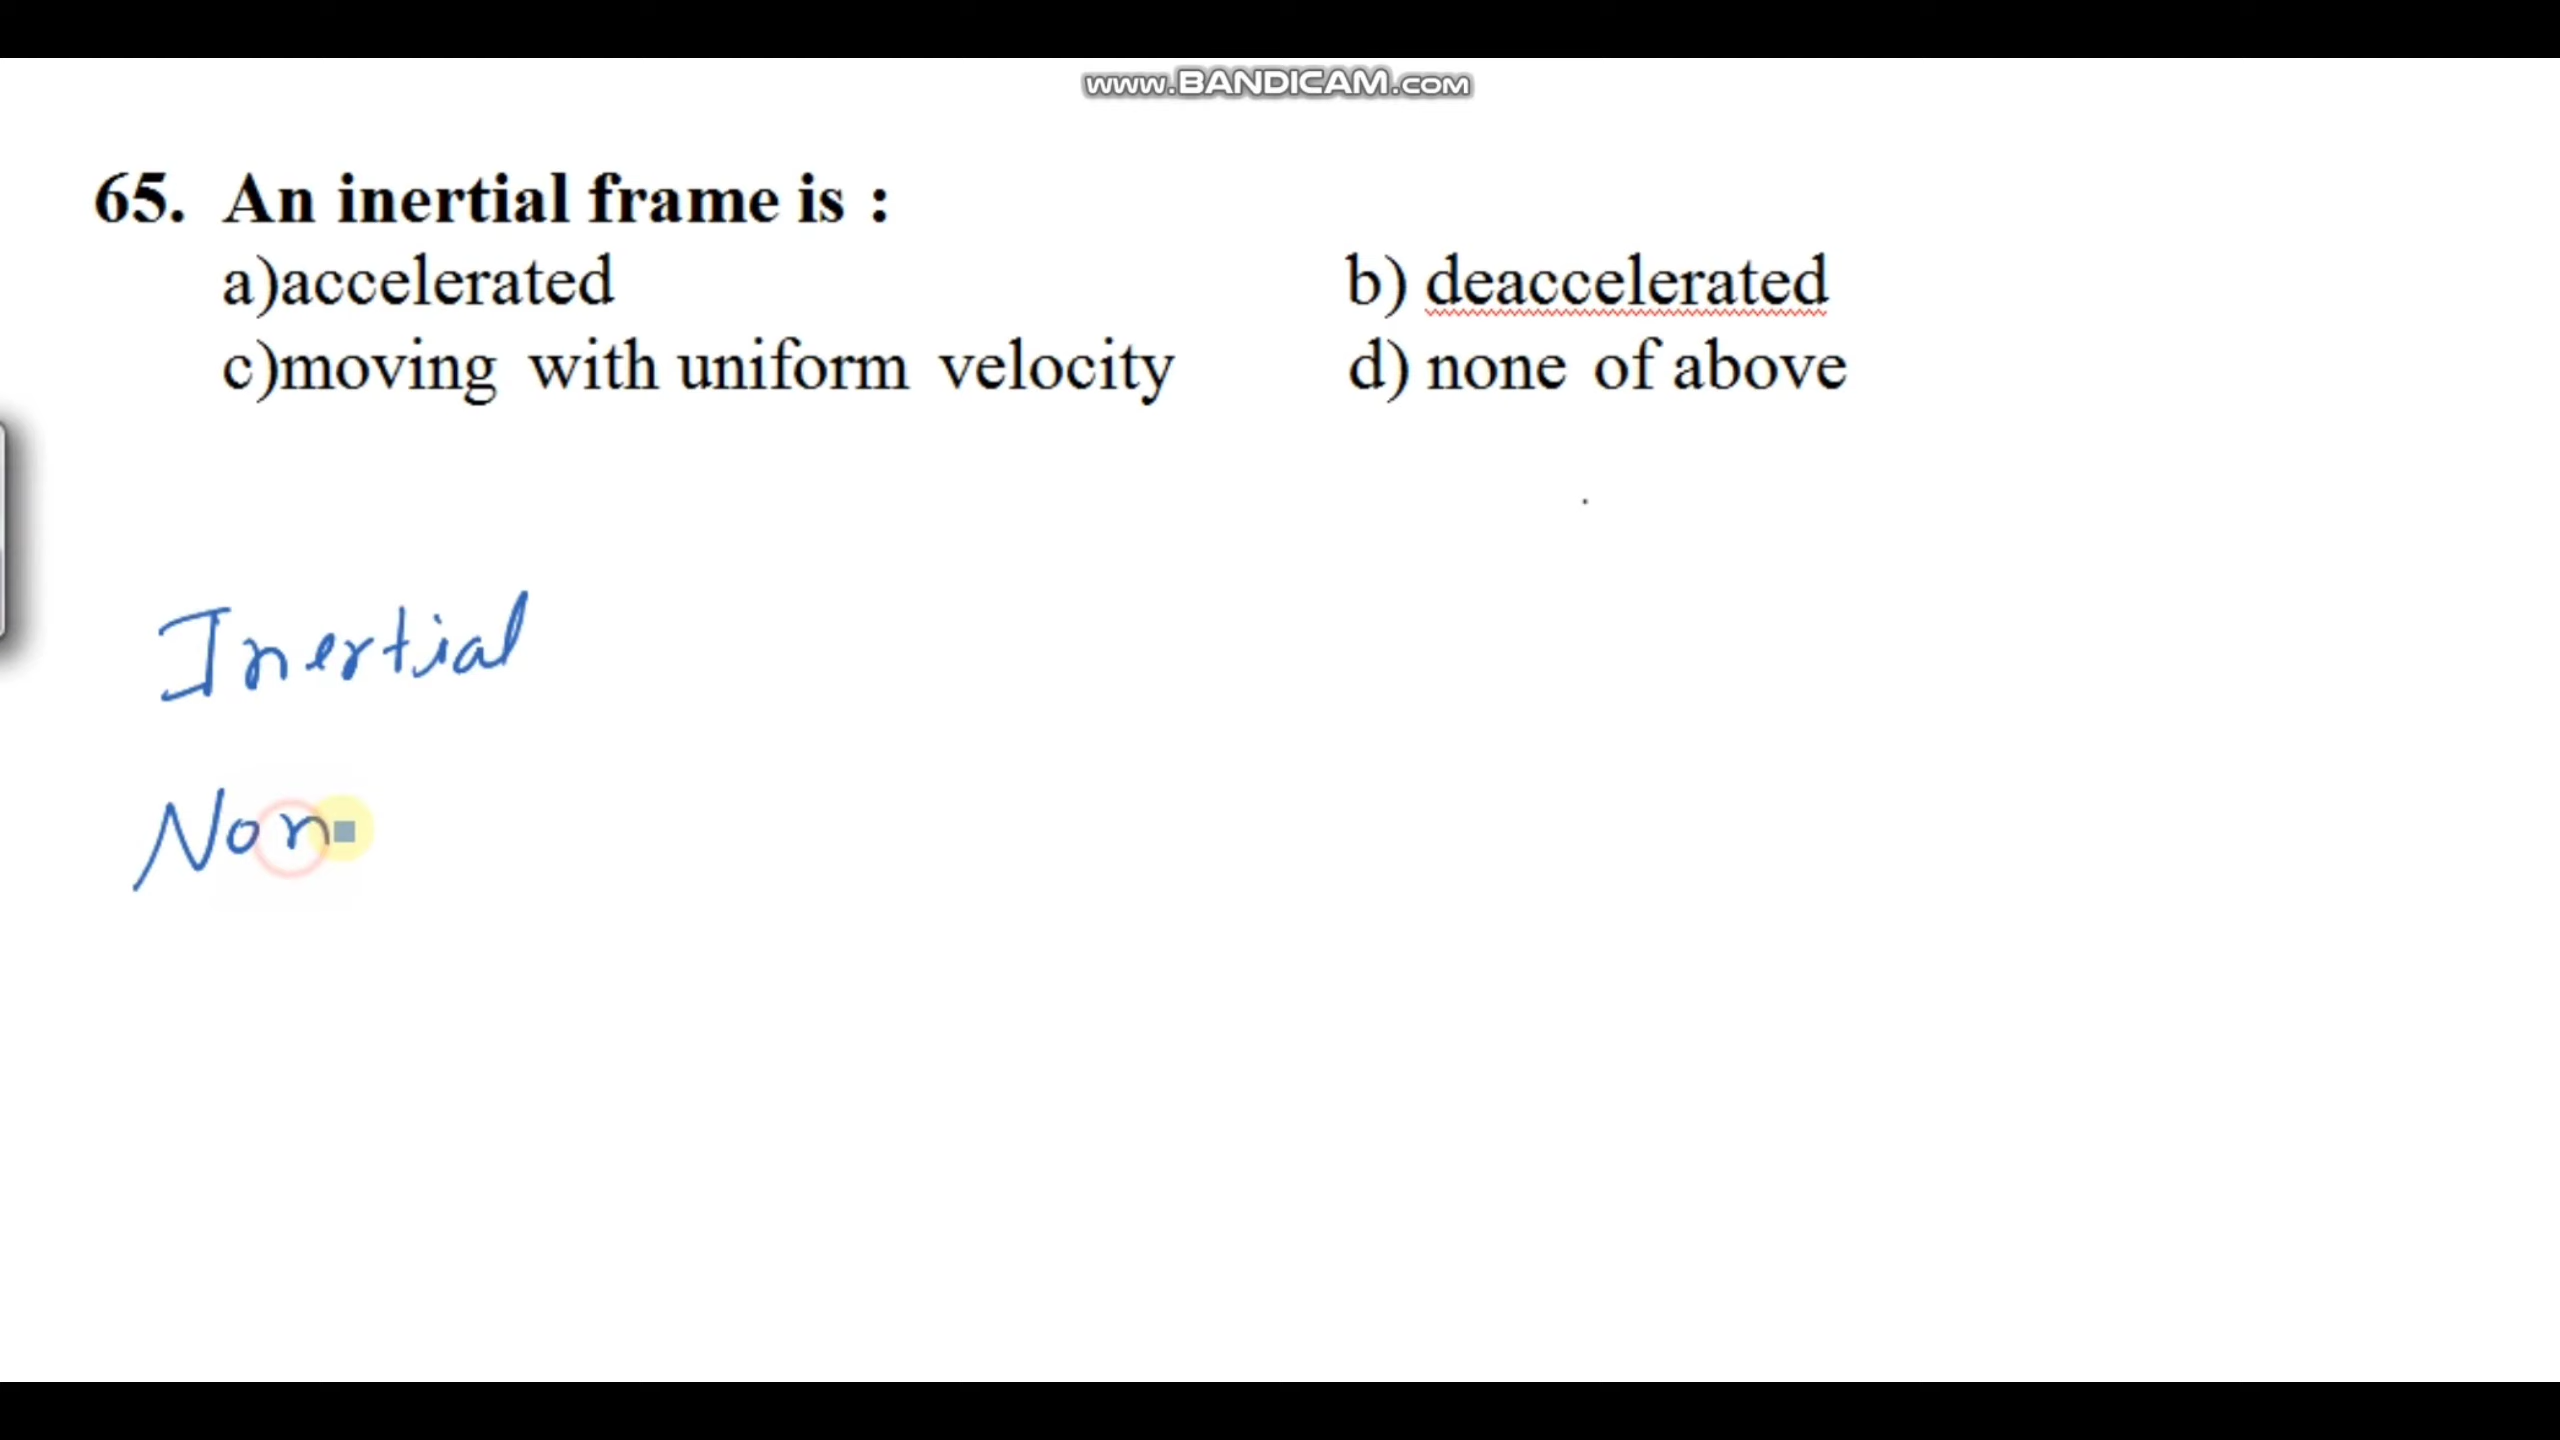 www.BANDICAM.com
65. An inertial frame is :
a)accelerated b) deaccelerated
c)moving with uniform velocity d) none of above
Inertial
Non